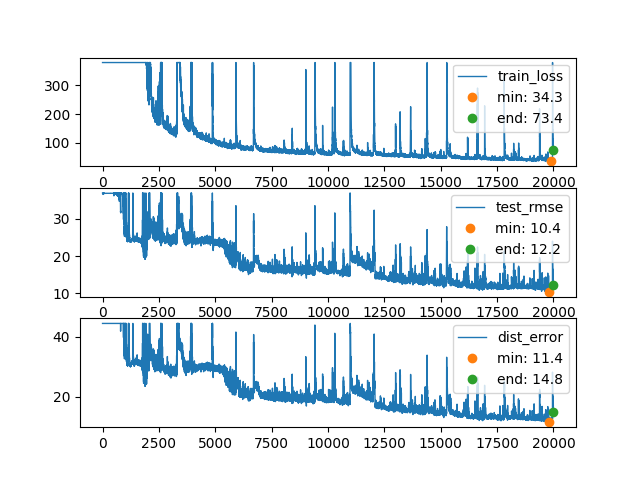 train_loss
min: 34.3
end: 73.4
300
200
100
0 2500 5000 7500 10000 12500 15000 17500 20000
test_rmse
min: 10.4
end: 12.2
30
20
10
0 2500 5000 7500 10000 12500 15000 17500 20000
dist_error
min: 11.4
end: 14.8
40
20
0 2500 5000 7500 10000 12500 15000 17500 20000